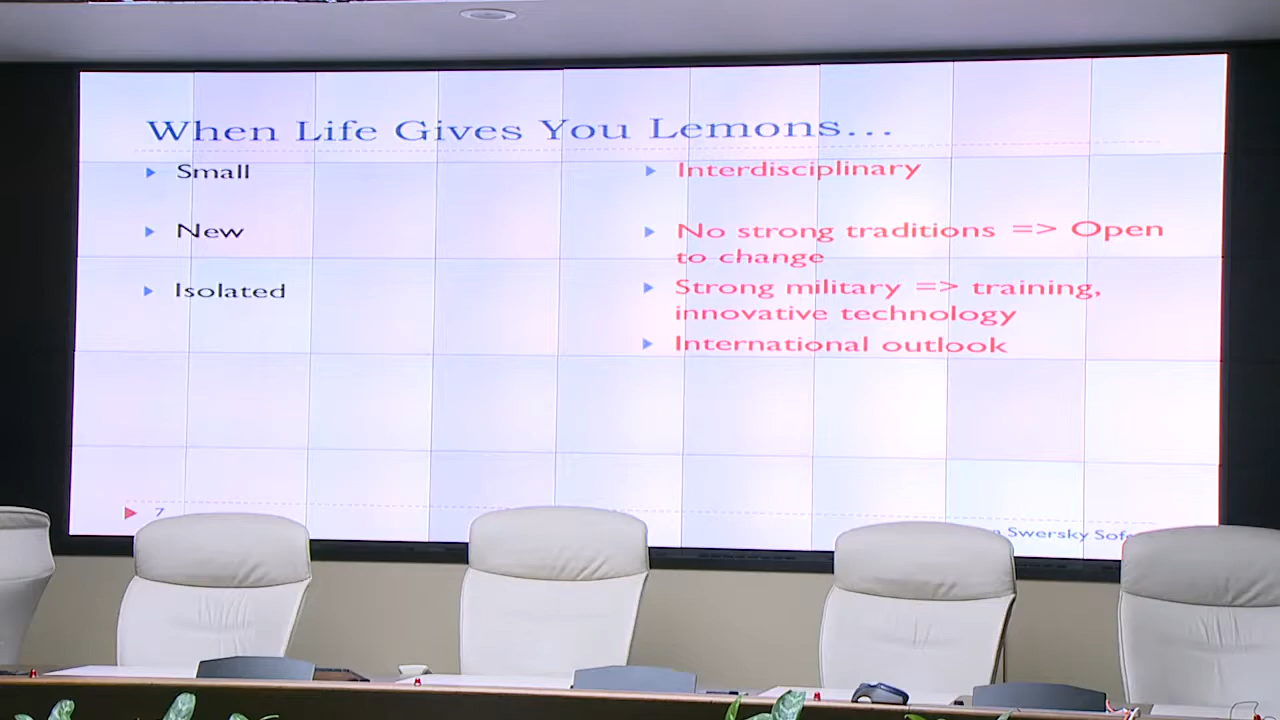 When Life Gives You Lemons...
Small
New
Isolated
Interdisciplinary
No strong traditions => Open
to change
Strong military => training,
innovative technology
International outlook
7
Swersky